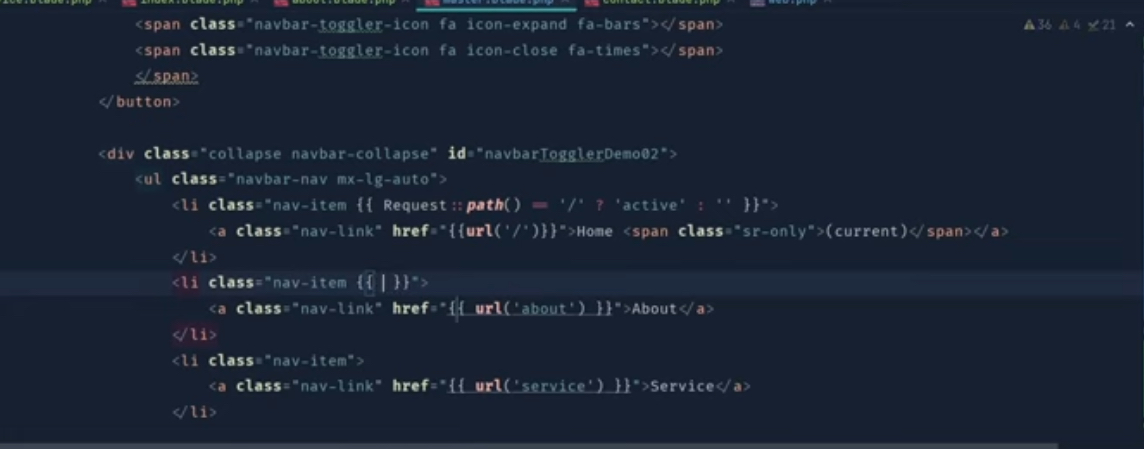 index.blade.php about.blade.php master.blade.php contact.blade.php web.php
<span class="navbar-toggler-icon fa icon-expand fa-bars"></span>
36 4 21
<span class="navbar-toggler-icon fa icon-close fa-times"></span>
</span>
</button>
<div class="collapse navbar-collapse" id="navbarTogglerDemo02">
<ul class="navbar-nav mx-lg-auto">
<li class="nav-item {{ Request::path() == '/' ? 'active' : '' }}">
<a class="nav-link" href="{{url('/')}}">Home <span class="sr-only">(current)</span></a>
</li>
<li class="nav-item {{ }}">
<a class="nav-link" href="{{ url('about') }}">About</a>
</li>
<li class="nav-item">
<a class="nav-link" href="{{ url('service') }}">Service</a>
</li>